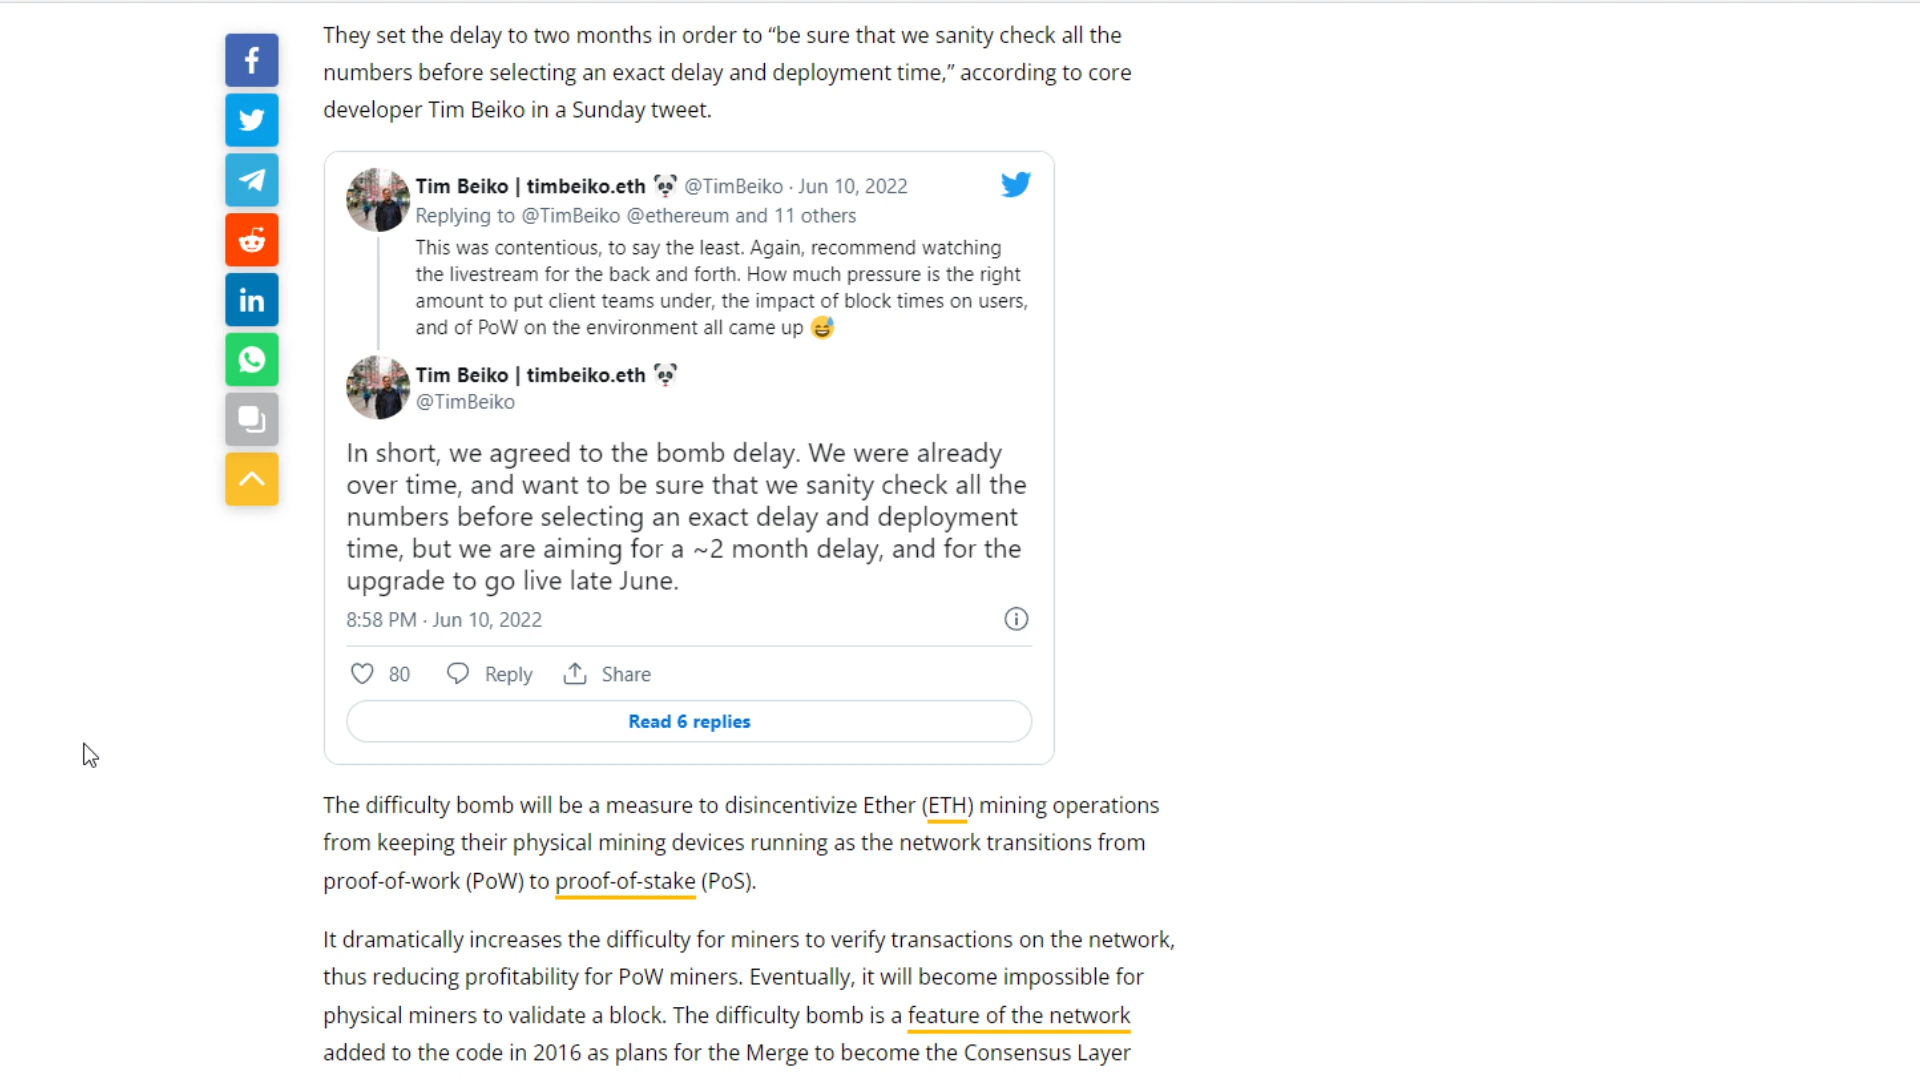 They set the delay to two months in order to “be sure that we sanity check all the
numbers before selecting an exact delay and deployment time,” according to core
developer Tim Beiko in a Sunday tweet.
Tim Beiko | timbeiko.eth 🐼 @TimBeiko · Jun 10, 2022
Replying to @TimBeiko @ethereum and 11 others
This was contentious, to say the least. Again, recommend watching
the livestream for the back and forth. How much pressure is the right
amount to put client teams under, the impact of block times on users,
and of PoW on the environment all came up 😅
Tim Beiko | timbeiko.eth 🐼
@TimBeiko
In short, we agreed to the bomb delay. We were already
over time, and want to be sure that we sanity check all the
numbers before selecting an exact delay and deployment
time, but we are aiming for a ~2 month delay, and for the
upgrade to go live late June.
8:58 PM · Jun 10, 2022
80 Reply Share
Read 6 replies
The difficulty bomb will be a measure to disincentivize Ether (ETH) mining operations
from keeping their physical mining devices running as the network transitions from
proof-of-work (PoW) to proof-of-stake (PoS).
It dramatically increases the difficulty for miners to verify transactions on the network,
thus reducing profitability for PoW miners. Eventually, it will become impossible for
physical miners to validate a block. The difficulty bomb is a feature of the network
added to the code in 2016 as plans for the Merge to become the Consensus Layer